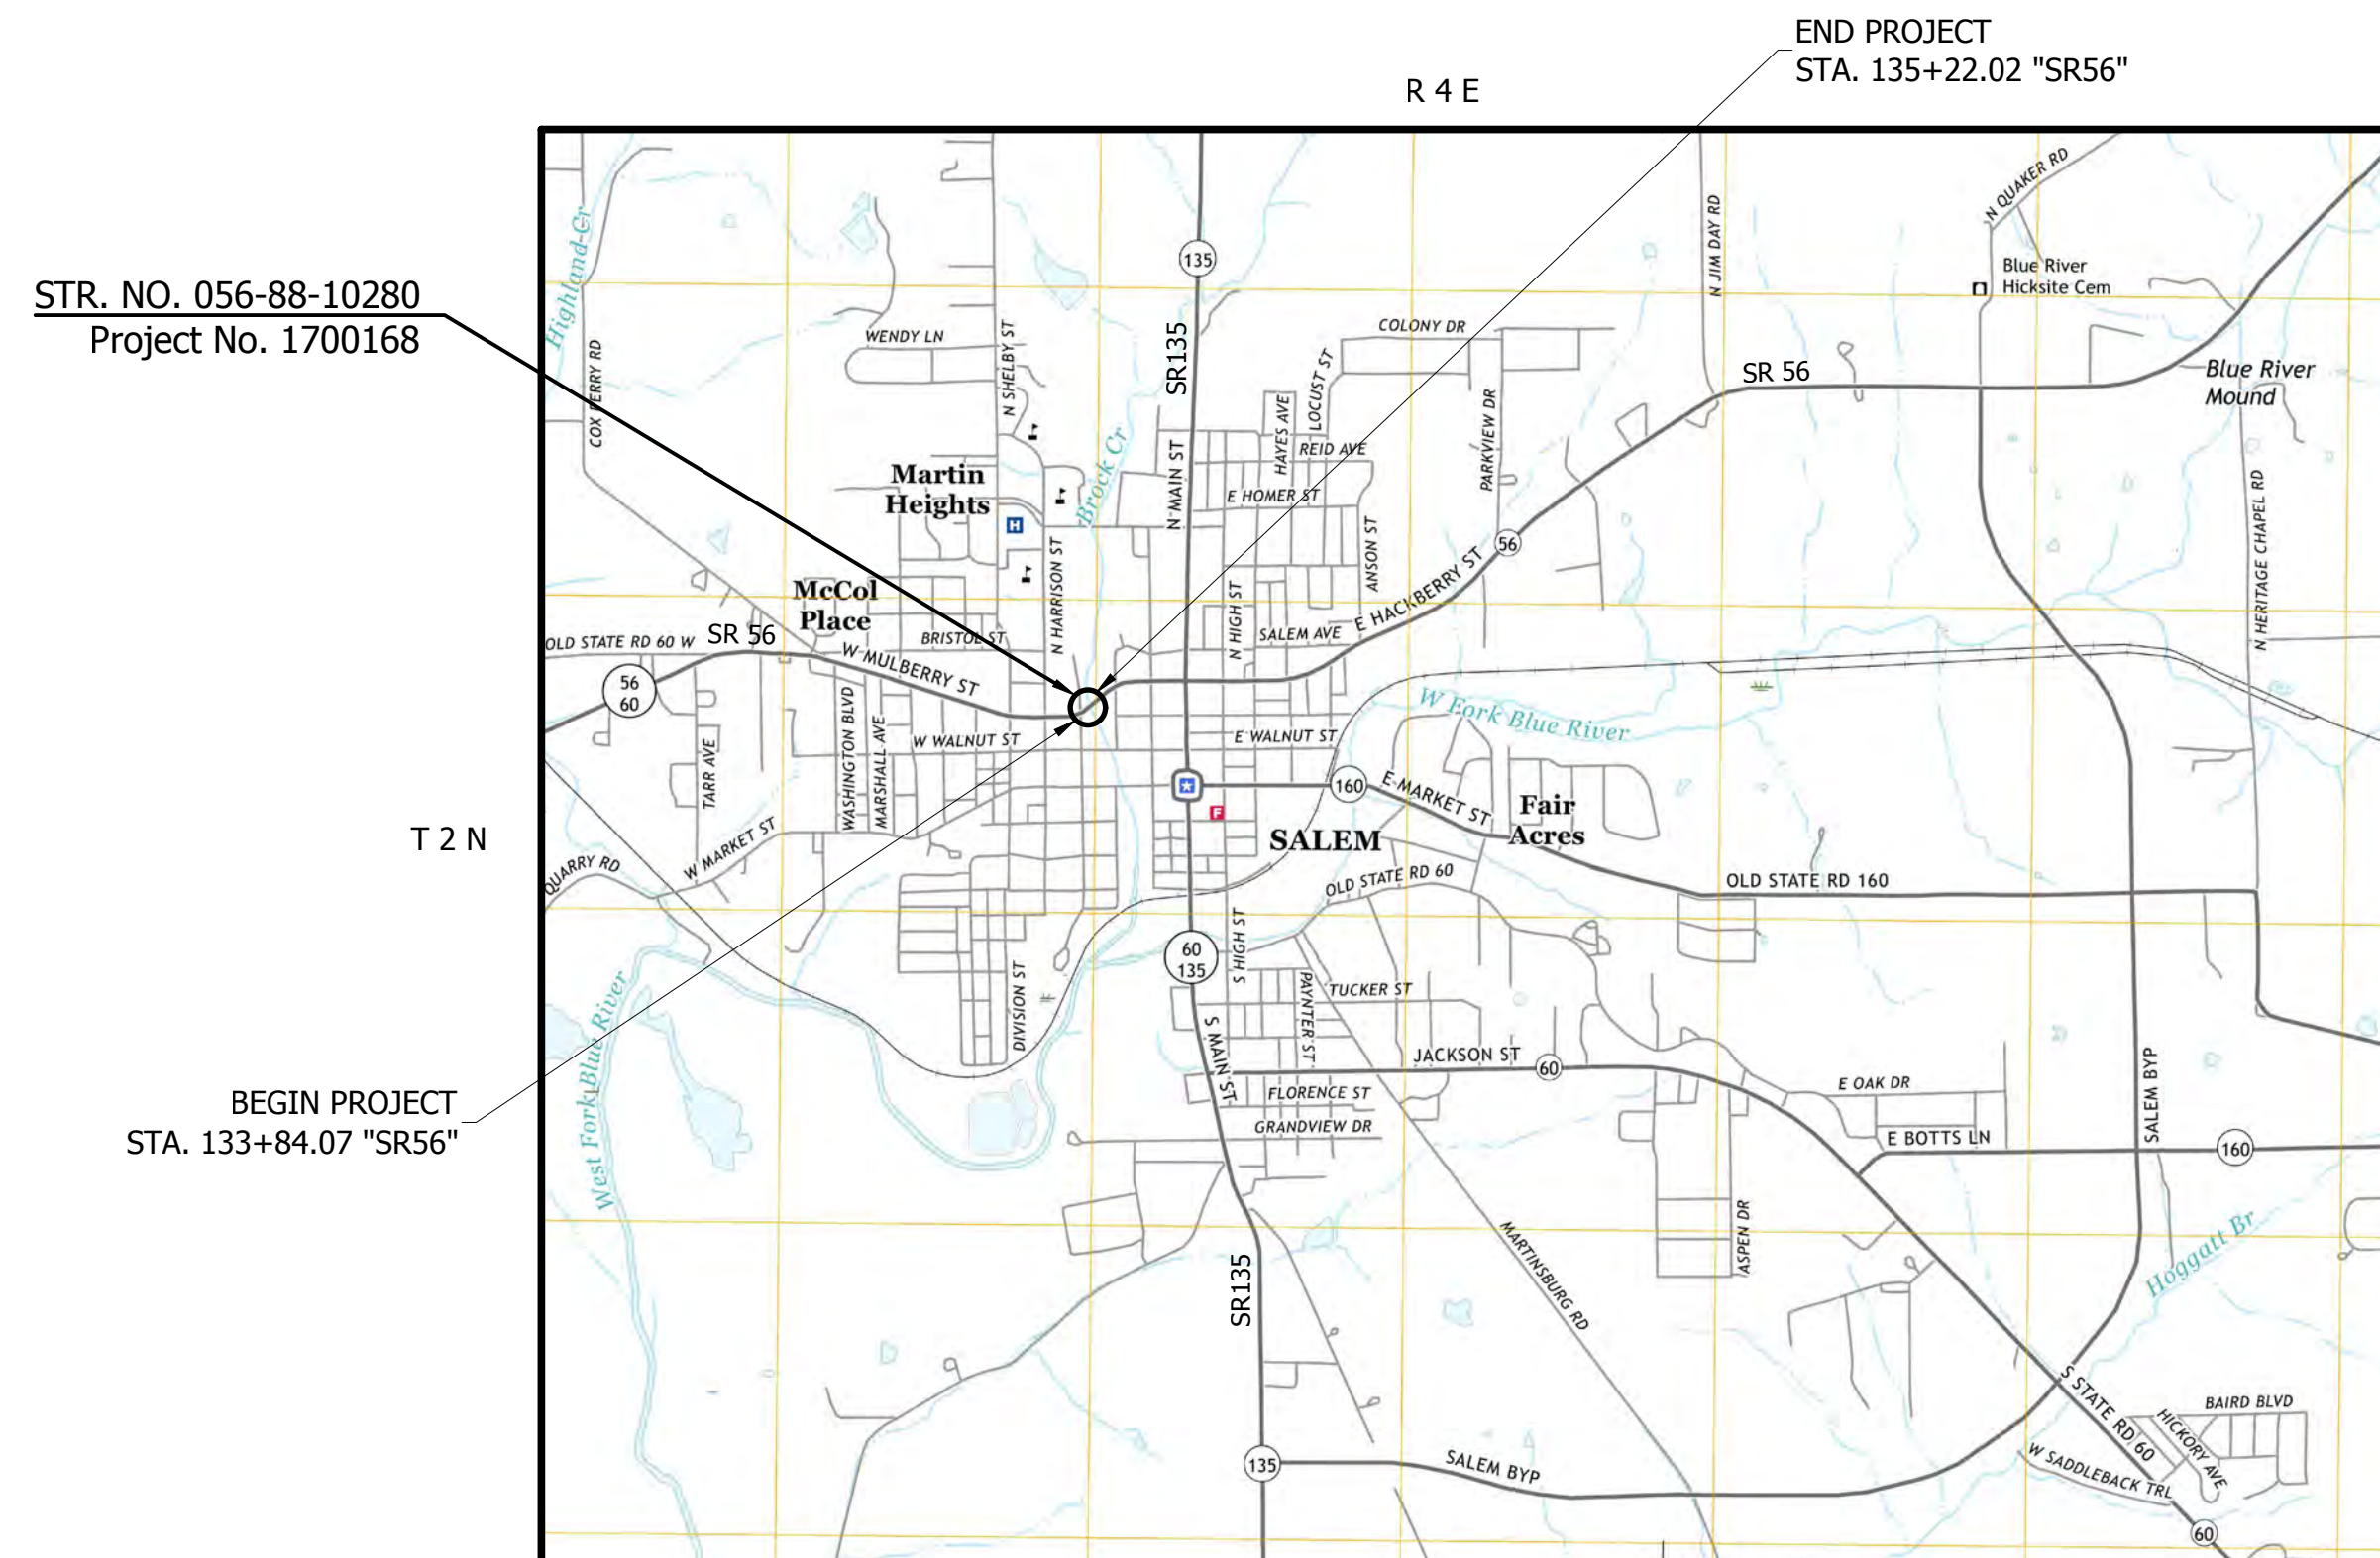 END PROJECT
STA. 135+22.02 "SR56"
R 4 E
STR. NO. 056-88-10280
Project No. 1700168
T 2 N
BEGIN PROJECT
STA. 133+84.07 "SR56"
Highland Cr
COX FERRY RD
WENDY LN
N SHELBY ST
135
SR135
N JIM DAY RD
N QUAKER RD
Blue River
Hicksite Cem
COLONY DR
LOCUST ST
HAYES AVE
REID AVE
PARKVIEW DR
SR 56
Blue River
Mound
Martin
Heights
H
Brock Cr
N MAIN ST
E HOMER ST
ANSON ST
56
E HACKBERRY ST
N HERITAGE CHAPEL RD
McCol
Place
N HARRISON ST
N HIGH ST
SALEM AVE
BRISTOL ST
OLD STATE RD 60 W
SR 56
W MULBERRY ST
56
60
W Fork Blue River
TARR AVE
WASHINGTON BLVD
MARSHALL AVE
W WALNUT ST
E WALNUT ST
160
E MARKET ST
Fair
Acres
F
SALEM
W MARKET ST
QUARRY RD
OLD STATE RD 60
OLD STATE RD 160
60
135
S HIGH ST
DIVISION ST
PAYNTER ST
TUCKER ST
West Fork Blue River
S MAIN ST
JACKSON ST
60
FLORENCE ST
GRANDVIEW DR
E OAK DR
E BOTTS LN
SALEM BYP
160
ASPEN DR
MARTINSBURG RD
Hoggatt Br
SR135
135
SALEM BYP
S STATE RD 60
HICKORY AVE
BAIRD BLVD
W SADDLEBACK TRL
60